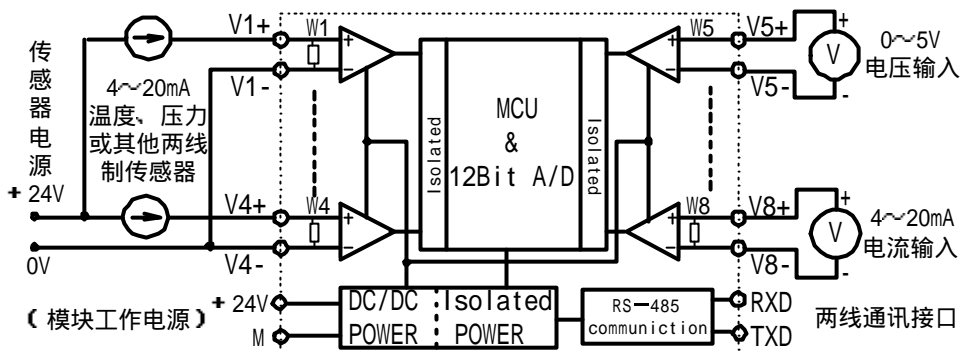 传感器电源
+24V
0V
4~20mA
温度、压力
或其他两线
制传感器
V1+
V1-
W1
V4+
V4-
W4
Isolated
MCU
&
12Bit A/D
Isolated
W5
V5+
V5-
V
+
-
0~5V
电压输入
W8
V8+
V8-
V
+
-
4~20mA
电流输入
(模块工作电源)
+24V
M
DC/DC
POWER
Isolated
POWER
RS-485
communiction
RXD
TXD
两线通讯接口